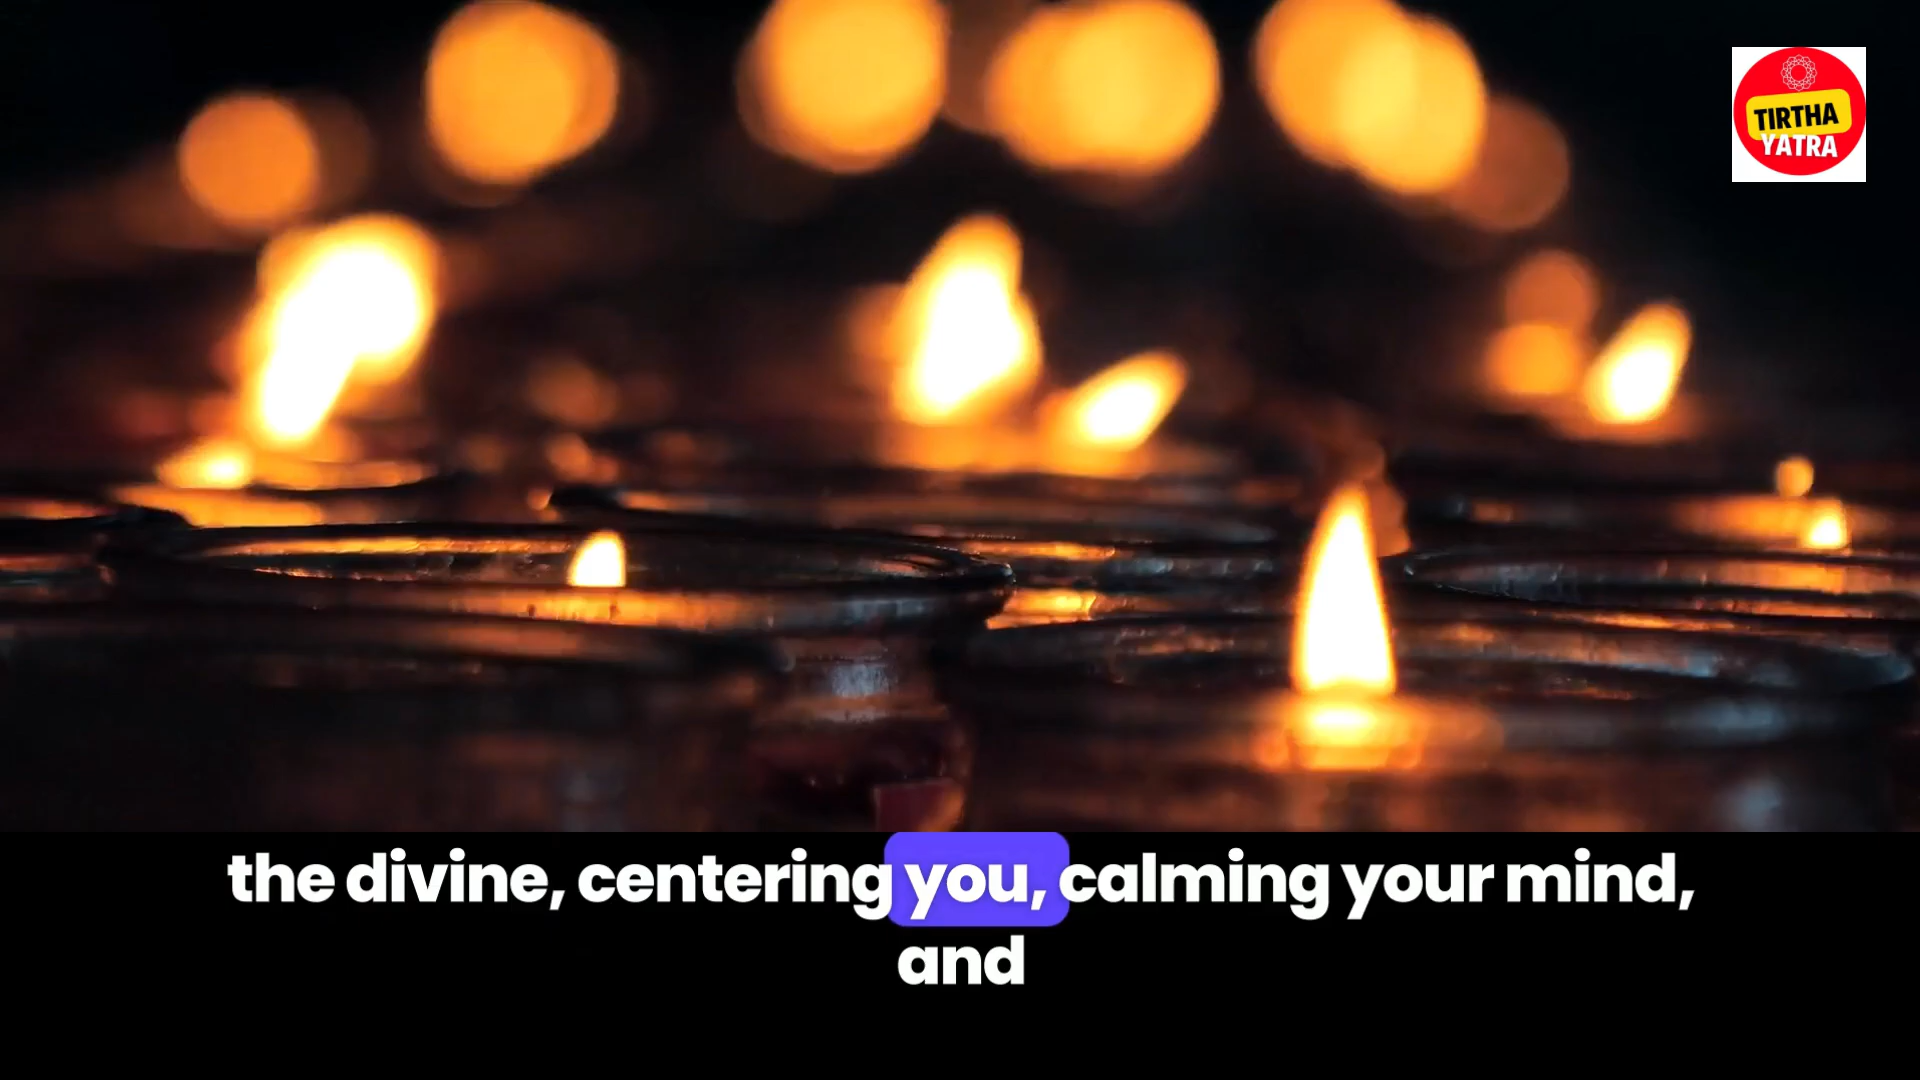 TIRTHA
YATRA
the divine, centering you, calming your mind,
and